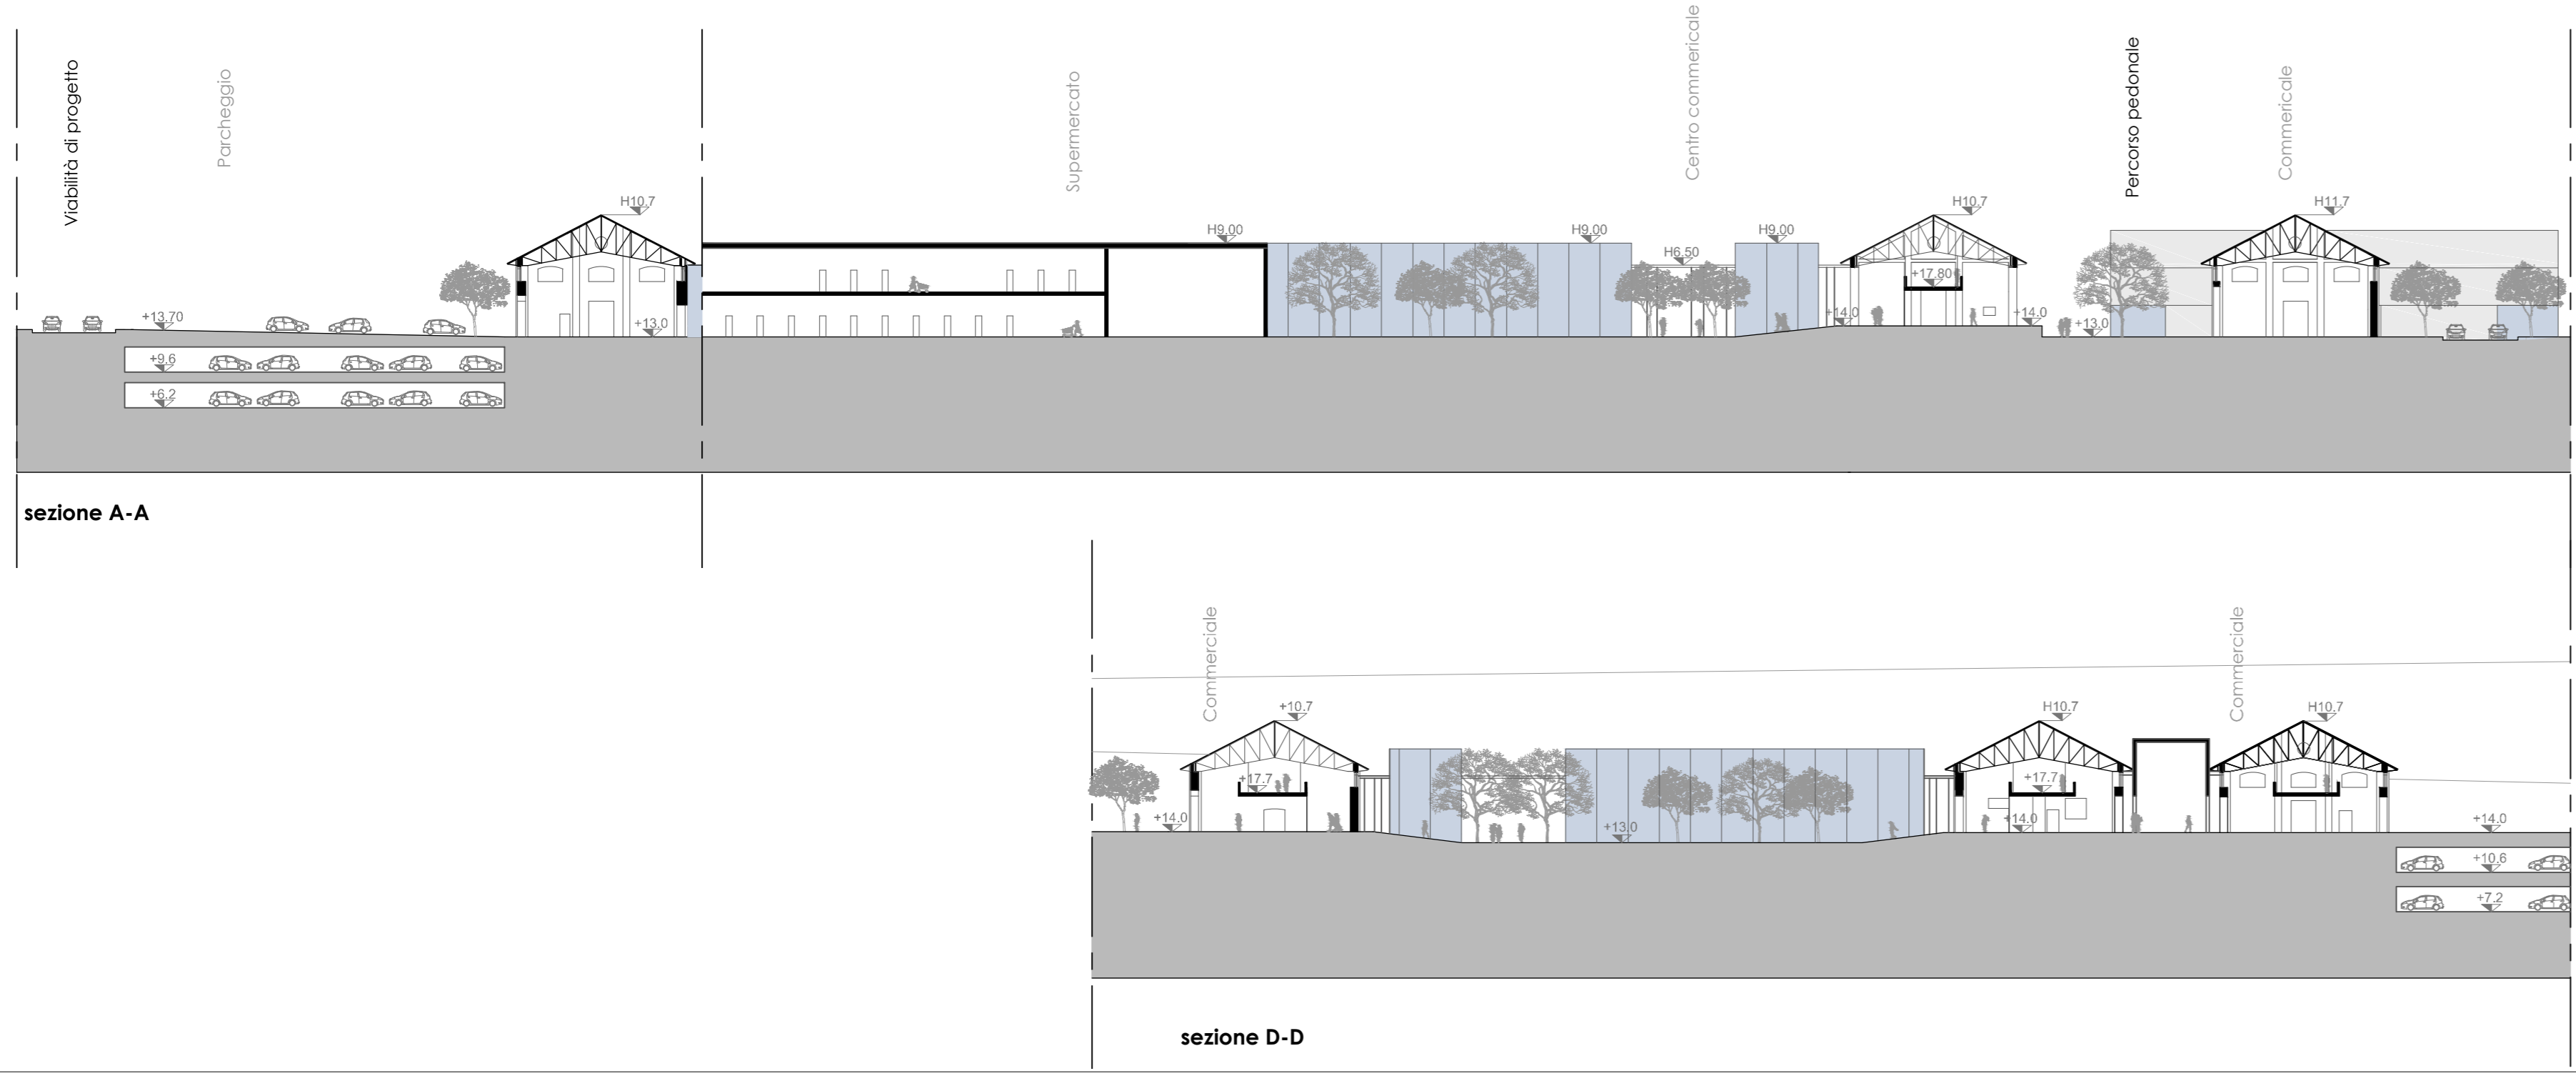 Viabilità di progetto
Parcheggio
Supermercato
Centro commericale
Percorso pedonale
Commericale
H10.7
H9.00
H9.00
H6.50
H9.00
H10.7
H11.7
+13.70
+13.0
+17.80
+14.0
+14.0
+13.0
+9.6
+6.2
sezione A-A
Commerciale
Commerciale
+10.7
H10.7
H10.7
+17.7
+17.7
+14.0
+13.0
+14.0
+14.0
+10.6
+7.2
sezione D-D